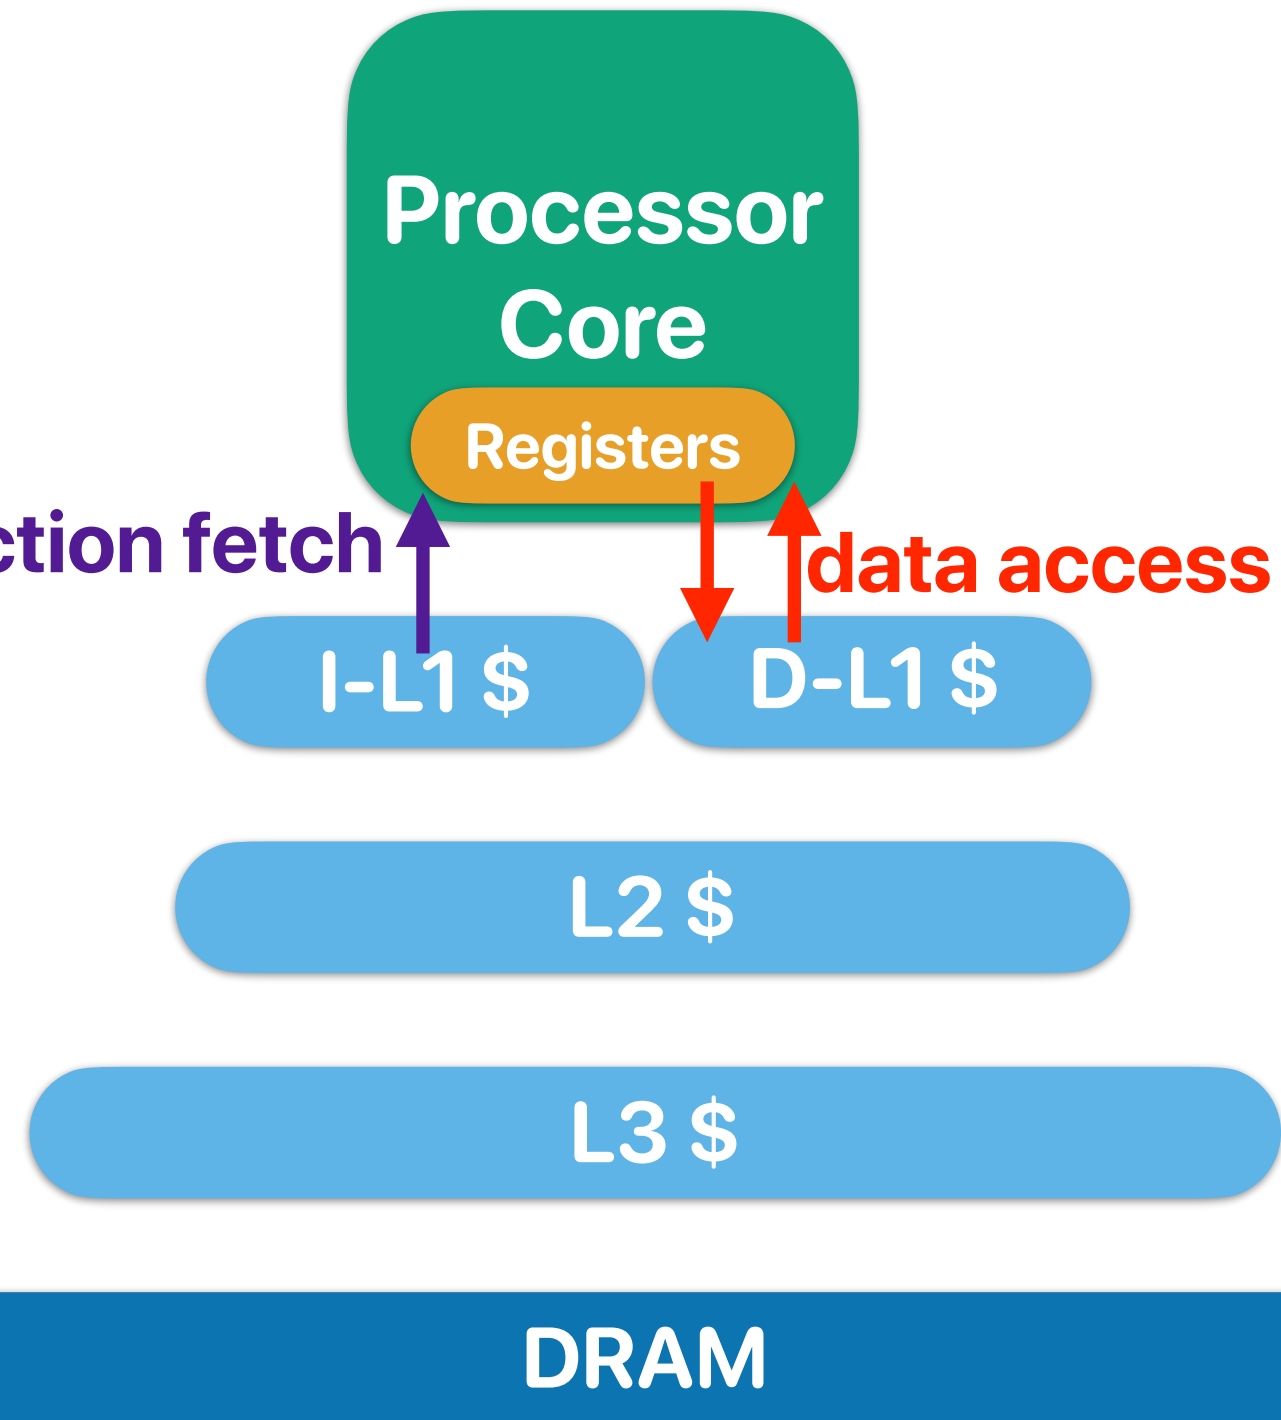 Processor
Core
Registers
ction fetch
data access
I-L1 $
D-L1 $
L2 $
L3 $
DRAM